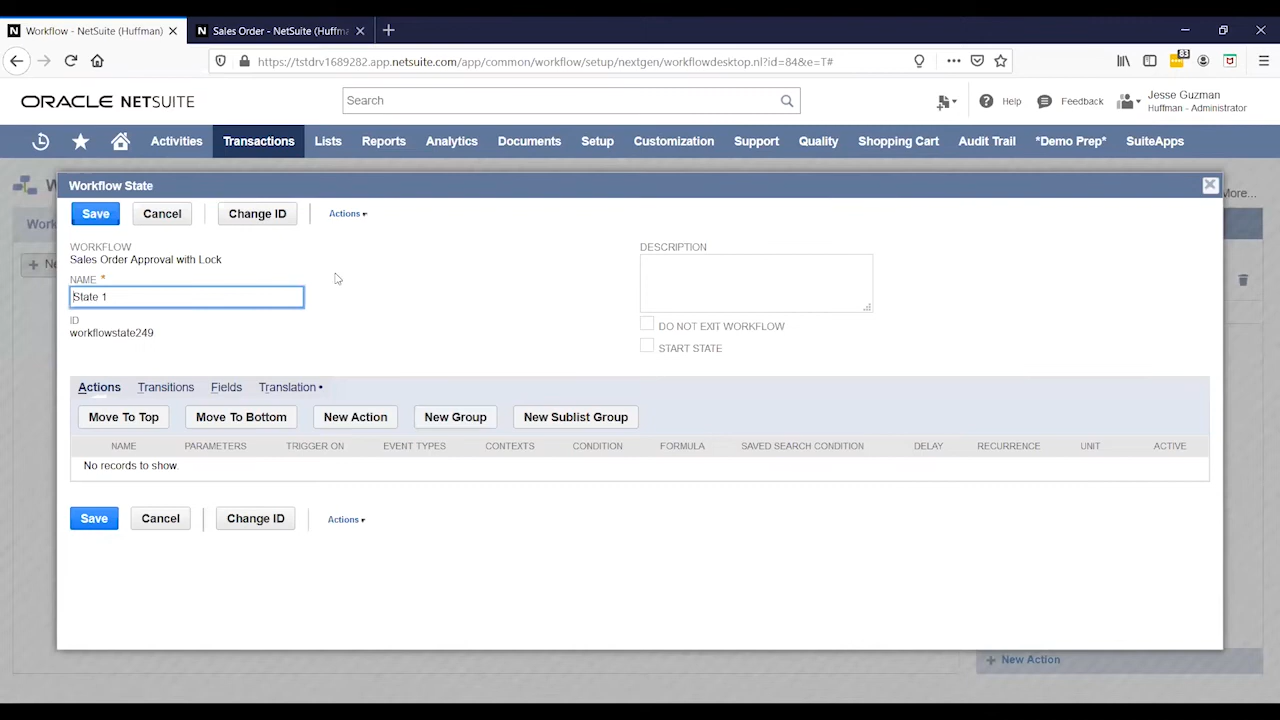 Workflow - NetSuite (Huffman)
Sales Order - NetSuite (Huffm
https://tstdrv1689282.app.netsuite.com/app/common/workflow/setup/nextgen/workflowdesktop.nl?id=84&e=T#
ORACLE NETSUITE
Search
Help
Feedback
Jesse Guzman
Huffman - Administrator
Activities
Transactions
Lists
Reports
Analytics
Documents
Setup
Customization
Support
Quality
Shopping Cart
Audit Trail
*Demo Prep*
SuiteApps
More...
Workflow State
Save
Cancel
Change ID
Actions
WORKFLOW
Sales Order Approval with Lock
NAME *
State 1
ID
workflowstate249
DESCRIPTION
DO NOT EXIT WORKFLOW
START STATE
Actions
Transitions
Fields
Translation •
Move To Top
Move To Bottom
New Action
New Group
New Sublist Group
NAME
PARAMETERS
TRIGGER ON
EVENT TYPES
CONTEXTS
CONDITION
FORMULA
SAVED SEARCH CONDITION
DELAY
RECURRENCE
UNIT
ACTIVE
No records to show.
Save
Cancel
Change ID
Actions
+ New Action